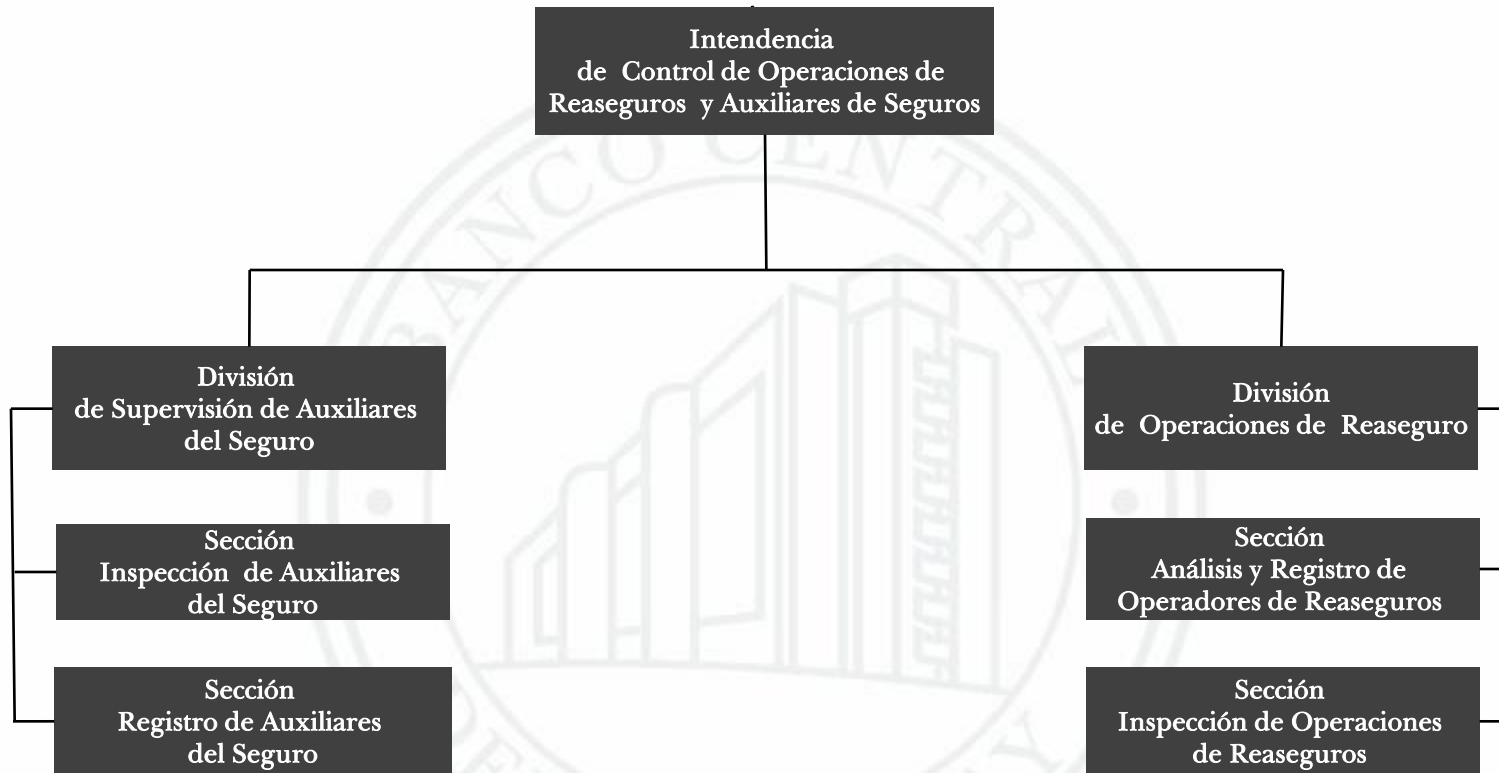 Intendencia
de Control de Operaciones de
Reaseguros y Auxiliares de Seguros
BANCO CENTRAL
División
de Supervisión de Auxiliares
del Seguro
División
de Operaciones de Reaseguro
Sección
Inspección de Auxiliares
del Seguro
Sección
Análisis y Registro de
Operadores de Reaseguros
Sección
Registro de Auxiliares
del Seguro
Sección
Inspección de Operaciones
de Reaseguros